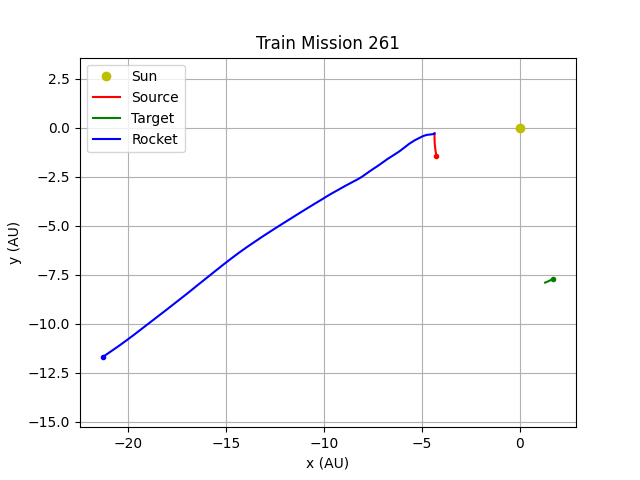 Train Mission 261
Sun
Source
Target
Rocket
2.5
0.0
−2.5
−5.0
−7.5
−10.0
−12.5
−15.0
y (AU)
−20
−15
−10
−5
0
x (AU)